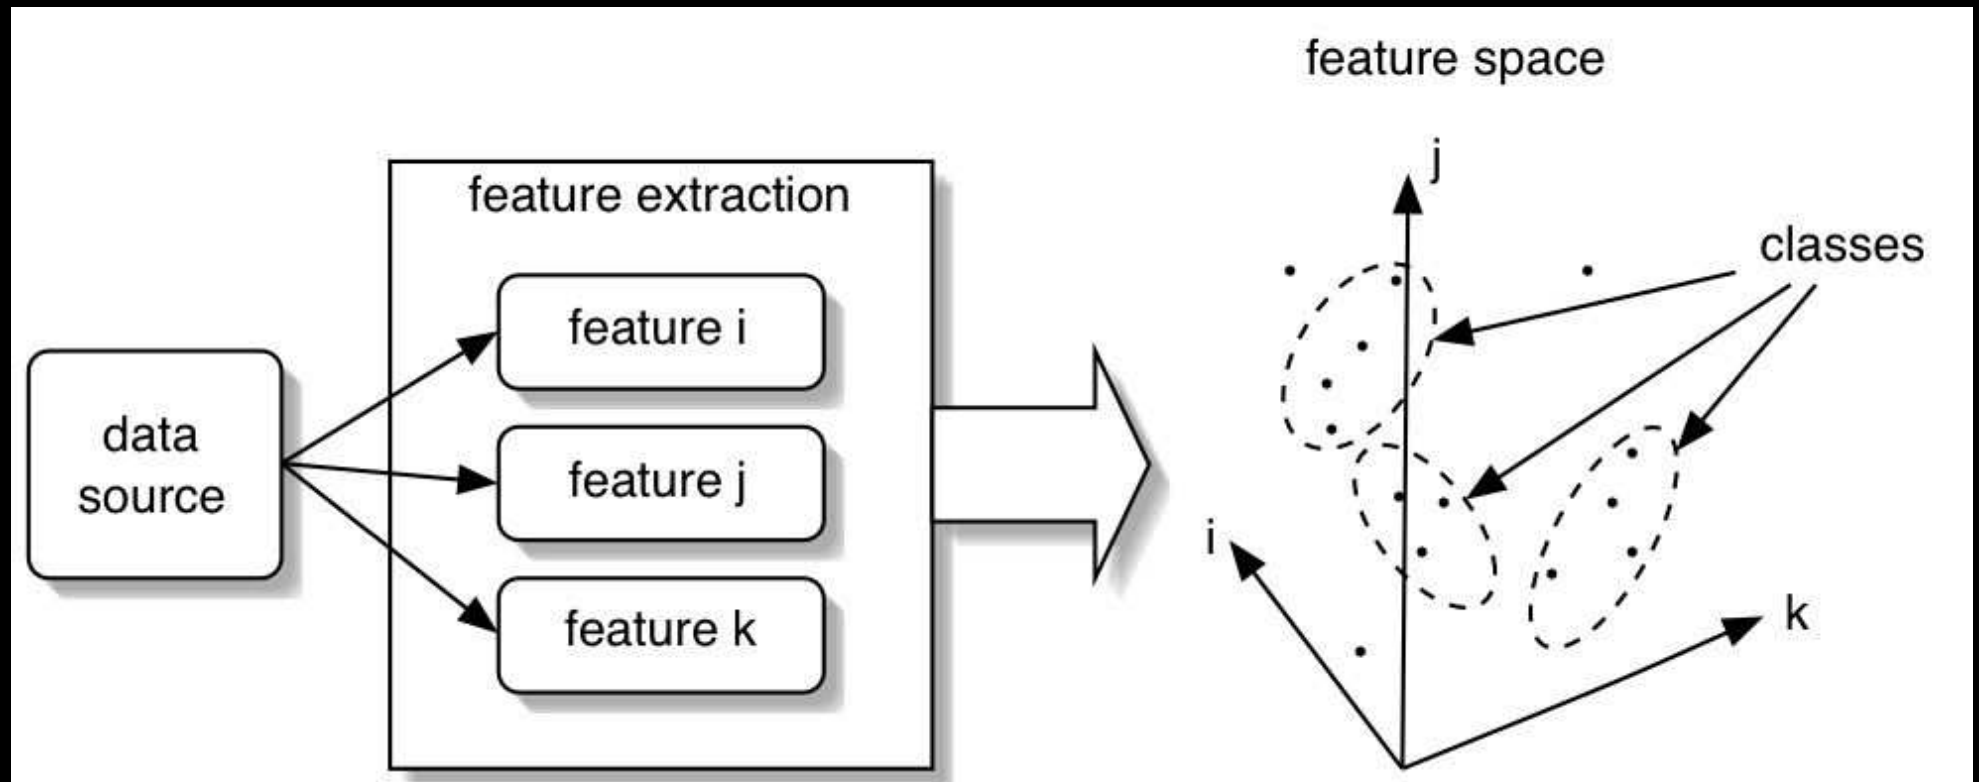 data
source
feature extraction
feature i
feature j
feature k
feature space
j
classes
i
k